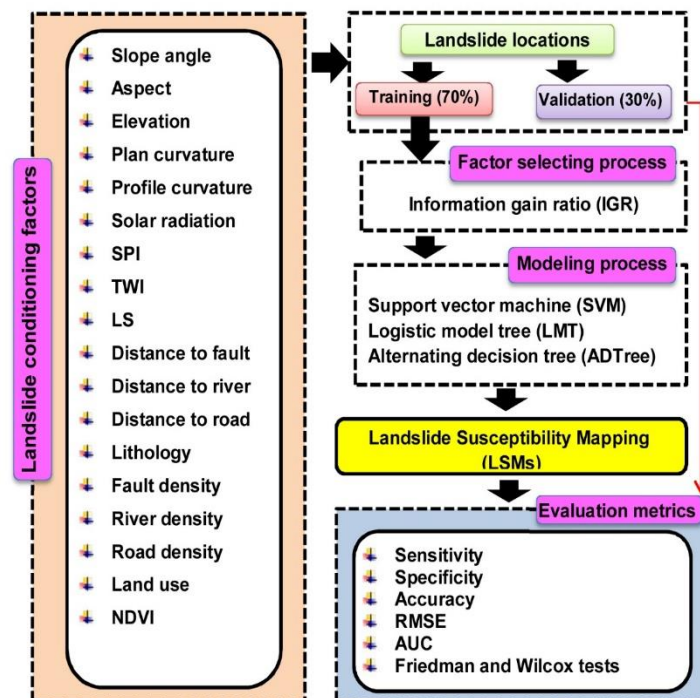 Landslide conditioning factors
Slope angle
Aspect
Elevation
Plan curvature
Profile curvature
Solar radiation
SPI
TWI
LS
Distance to fault
Distance to river
Distance to road
Lithology
Fault density
River density
Road density
Land use
NDVI
Landslide locations
Training (70%)
Validation (30%)
Factor selecting process
Information gain ratio (IGR)
Modeling process
Support vector machine (SVM)
Logistic model tree (LMT)
Alternating decision tree (ADTree)
Landslide Susceptibility Mapping
(LSMs)
Evaluation metrics
Sensitivity
Specificity
Accuracy
RMSE
AUC
Friedman and Wilcox tests